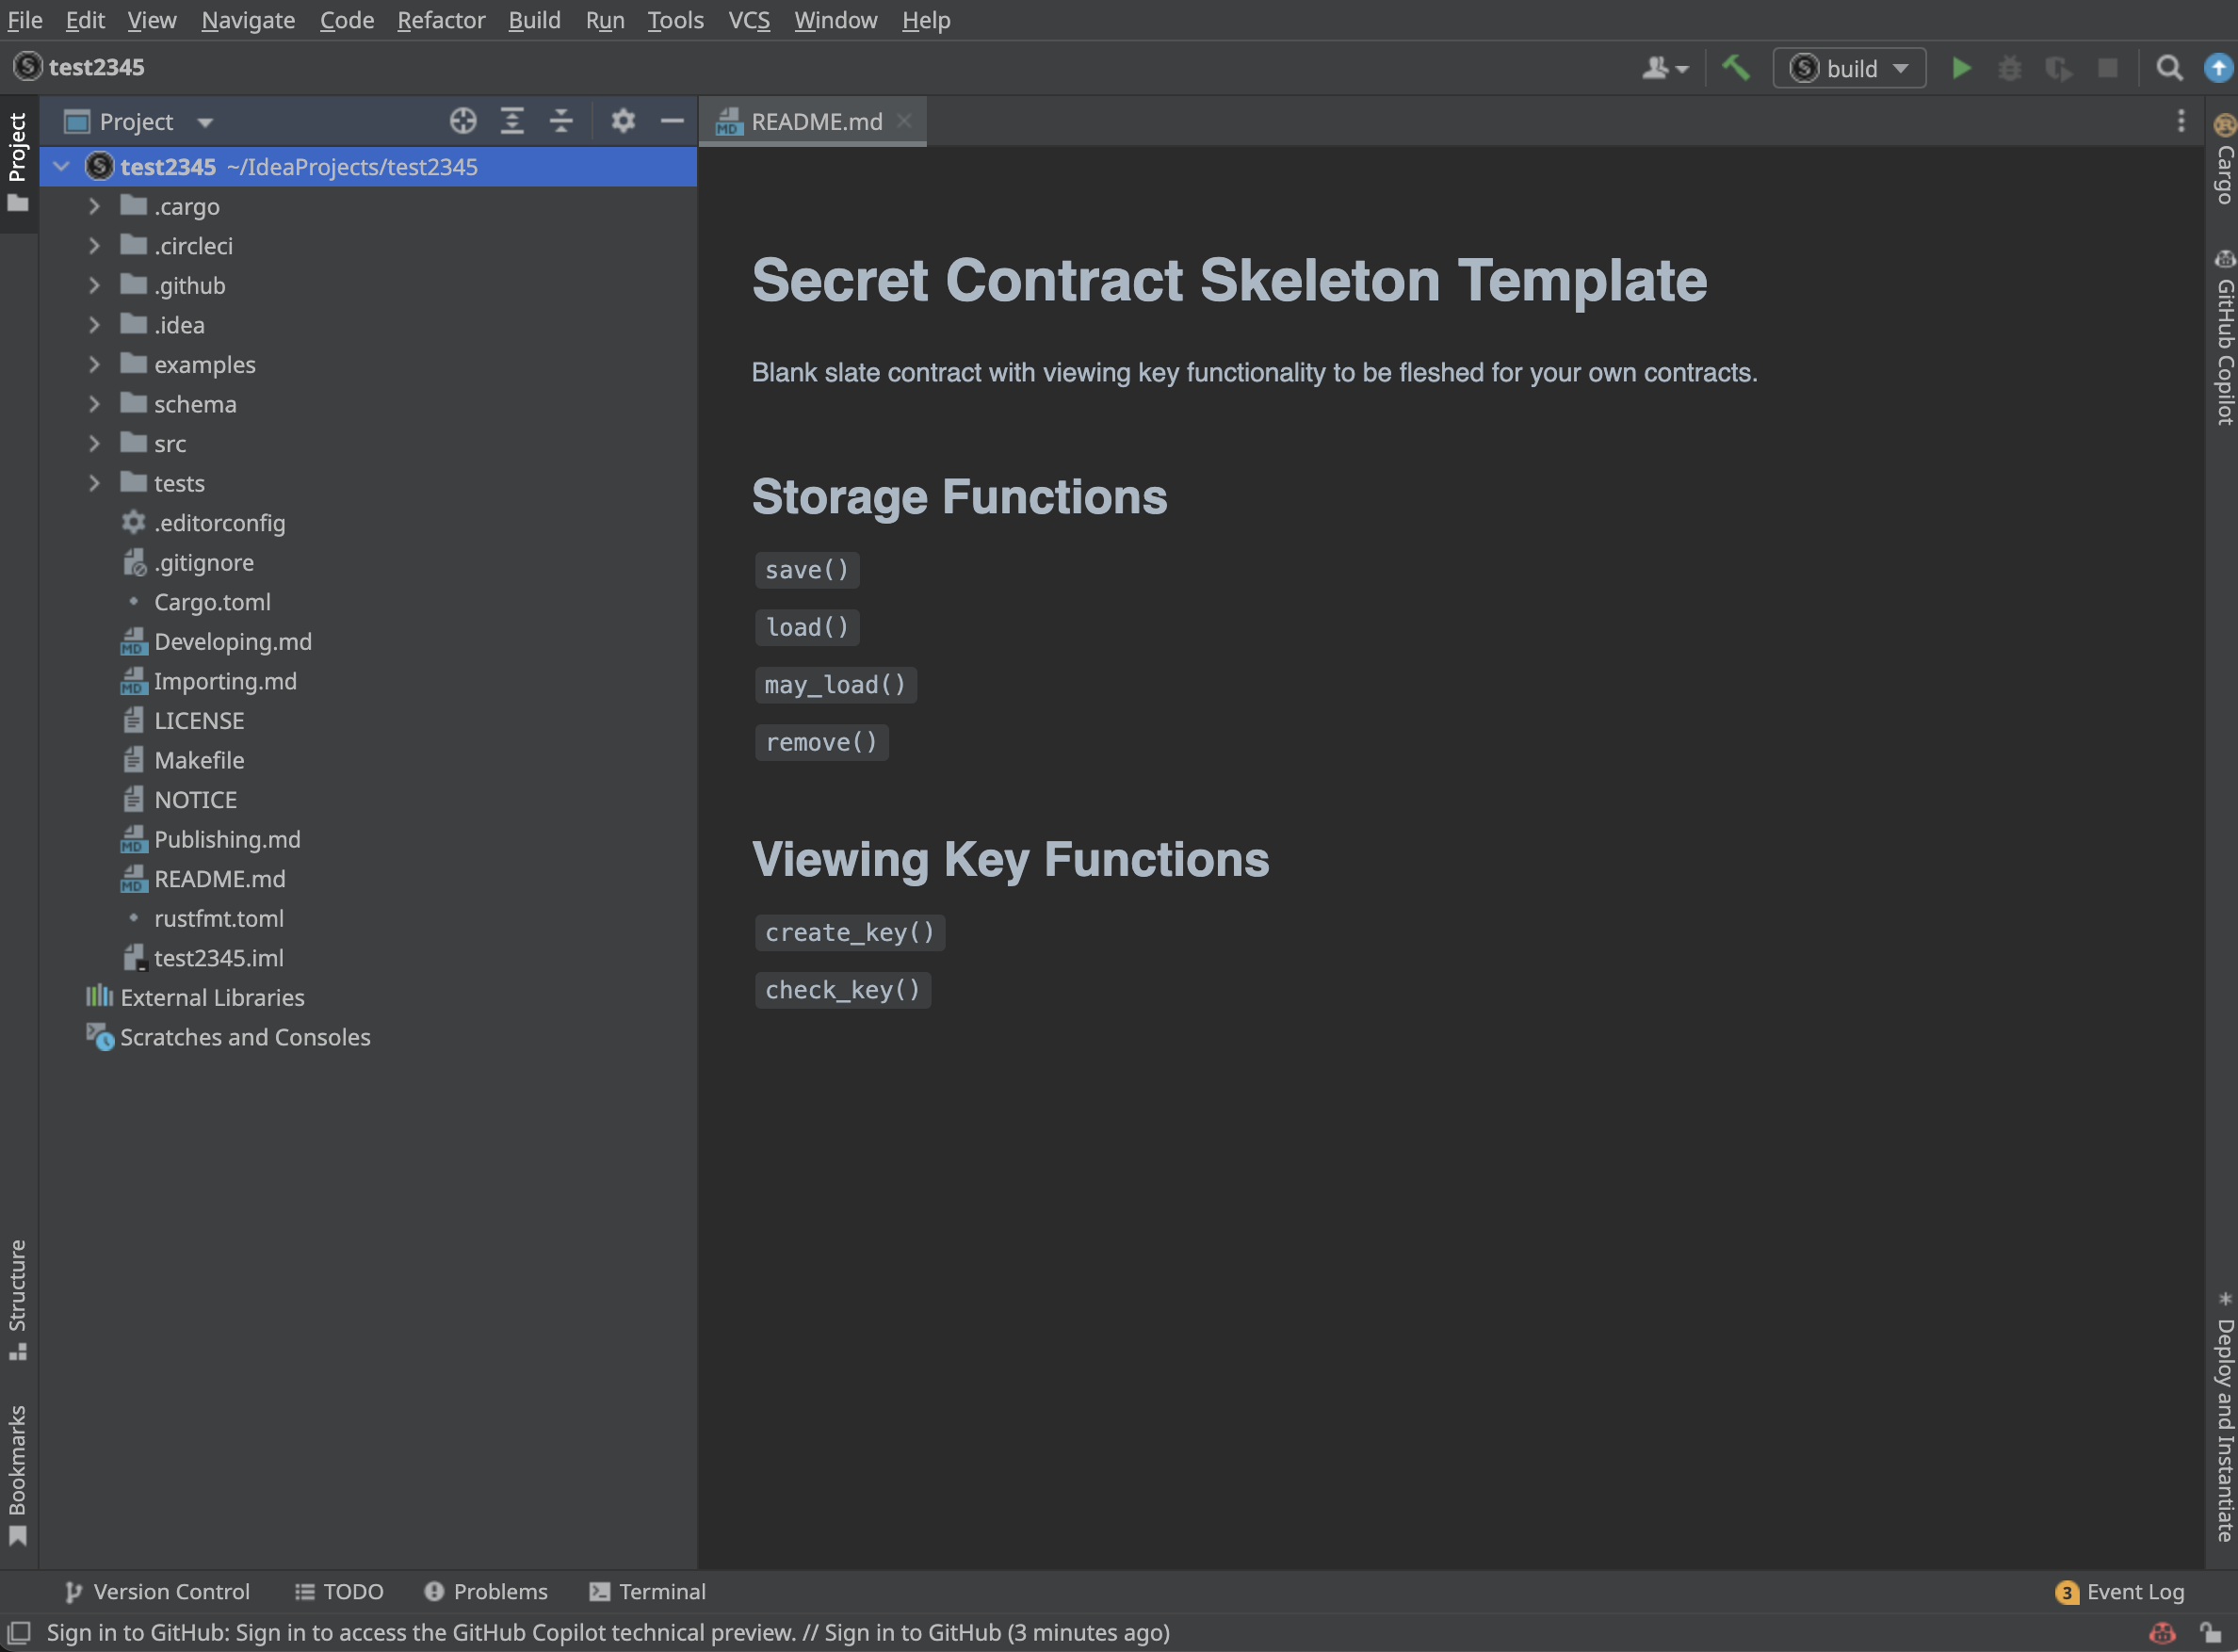 File Edit View Navigate Code Refactor Build Run Tools VCS Window Help
test2345
build
Project
Project
README.md
test2345 ~/IdeaProjects/test2345
.cargo
.circleci
.github
.idea
examples
schema
src
tests
.editorconfig
.gitignore
Cargo.toml
Developing.md
Importing.md
LICENSE
Makefile
NOTICE
Publishing.md
README.md
rustfmt.toml
test2345.iml
External Libraries
Scratches and Consoles
Structure
Bookmarks
Secret Contract Skeleton Template
Blank slate contract with viewing key functionality to be fleshed for your own contracts.
Storage Functions
save()
load()
may_load()
remove()
Viewing Key Functions
create_key()
check_key()
Cargo
GitHub Copilot
Deploy and Instantiate
Version Control TODO Problems Terminal
3 Event Log
Sign in to GitHub: Sign in to access the GitHub Copilot technical preview. // Sign in to GitHub (3 minutes ago)